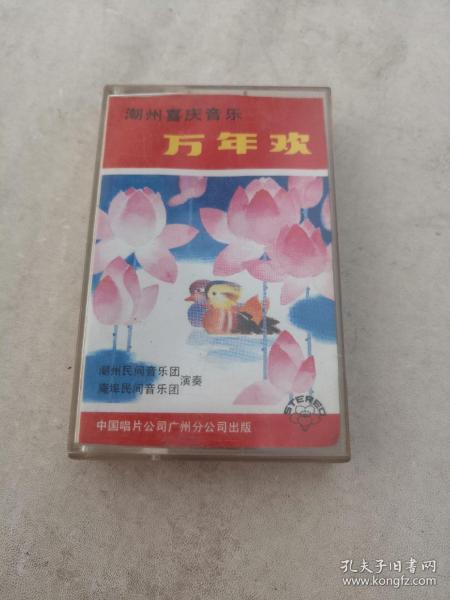 潮州喜庆音乐
万年欢
潮州民间音乐团
庵埠民间音乐团
演奏
STEREO
中国唱片公司广州分公司出版
孔夫子旧书网
www.kongfz.com